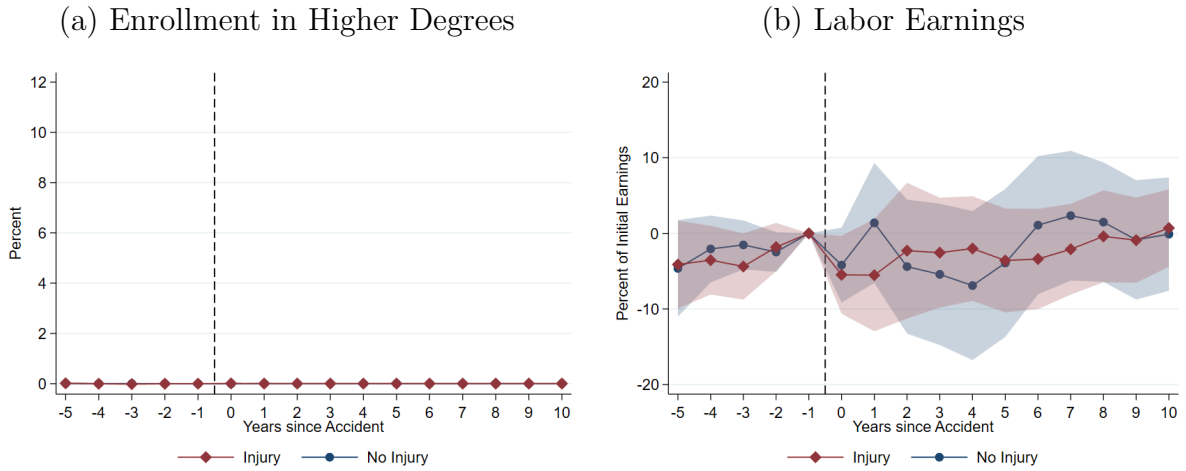 (a) Enrollment in Higher Degrees
12
10
8
6
4
2
0
Percent
-5 -4 -3 -2 -1 0 1 2 3 4 5 6 7 8 9 10
Years since Accident
Injury No Injury
(b) Labor Earnings
20
10
0
-10
-20
Percent of Initial Earnings
-5 -4 -3 -2 -1 0 1 2 3 4 5 6 7 8 9 10
Years since Accident
Injury No Injury